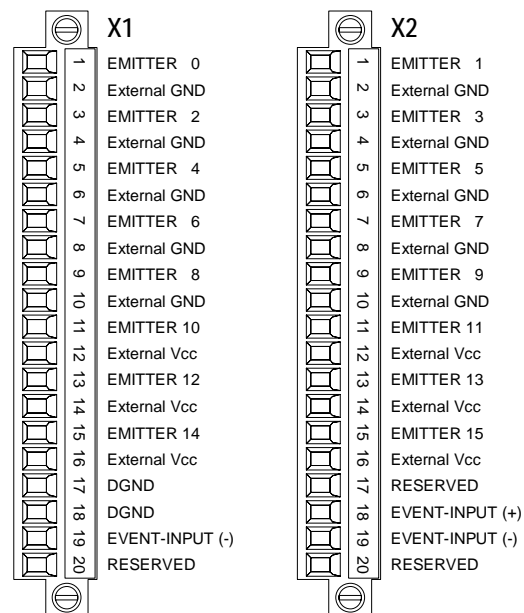 X1
1 EMITTER 0
2 External GND
3 EMITTER 2
4 External GND
5 EMITTER 4
6 External GND
7 EMITTER 6
8 External GND
9 EMITTER 8
10 External GND
11 EMITTER 10
12 External Vcc
13 EMITTER 12
14 External Vcc
15 EMITTER 14
16 External Vcc
17 DGND
18 DGND
19 EVENT-INPUT (-)
20 RESERVED
X2
1 EMITTER 1
2 External GND
3 EMITTER 3
4 External GND
5 EMITTER 5
6 External GND
7 EMITTER 7
8 External GND
9 EMITTER 9
10 External GND
11 EMITTER 11
12 External Vcc
13 EMITTER 13
14 External Vcc
15 EMITTER 15
16 External Vcc
17 RESERVED
18 EVENT-INPUT (+)
19 EVENT-INPUT (-)
20 RESERVED